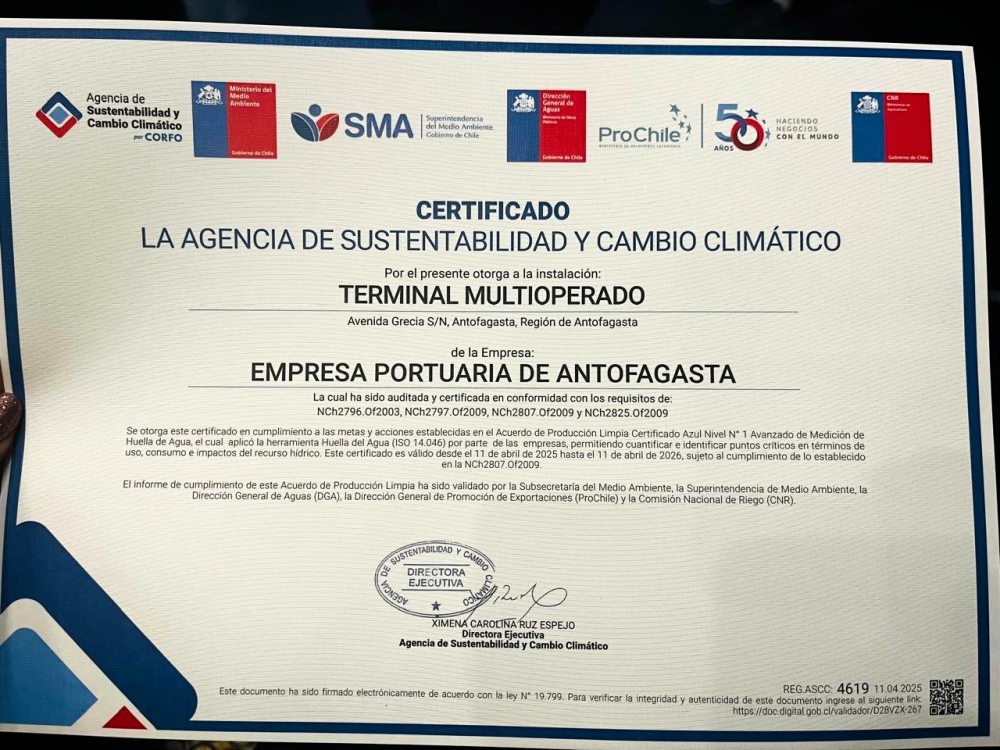 Agencia de
Sustentabilidad y
Cambio Climático
por CORFO
Ministerio del
Medio
Ambiente
Gobierno de Chile
SMA
Superintendencia
del Medio Ambiente
Gobierno de Chile
Dirección
General de
Aguas
Ministerio de Obras
Públicas
Gobierno de Chile
ProChile
MINISTERIO DE RELACIONES EXTERIORES
50
AÑOS
HACIENDO
NEGOCIOS
CON EL MUNDO
CNR
Ministerio de
Agricultura
Gobierno de Chile
CERTIFICADO
LA AGENCIA DE SUSTENTABILIDAD Y CAMBIO CLIMÁTICO
Por el presente otorga a la instalación:
TERMINAL MULTIOPERADO
Avenida Grecia S/N, Antofagasta, Región de Antofagasta
de la Empresa:
EMPRESA PORTUARIA DE ANTOFAGASTA
La cual ha sido auditada y certificada en conformidad con los requisitos de:
NCh2796.Of2003, NCh2797.Of2009, NCh2807.Of2009 y NCh2825.Of2009
Se otorga este certificado en cumplimiento a las metas y acciones establecidas en el Acuerdo de Producción Limpia Certificado Azul Nivel N° 1 Avanzado de Medición de
Huella de Agua, el cual aplicó la herramienta Huella del Agua (ISO 14.046) por parte de las empresas, permitiendo cuantificar e identificar puntos críticos en términos de
uso, consumo e impactos del recurso hídrico. Este certificado es válido desde el 11 de abril de 2025 hasta el 11 de abril de 2026, sujeto al cumplimiento de lo establecido
en la NCh2807.Of2009.
El informe de cumplimiento de este Acuerdo de Producción Limpia ha sido validado por la Subsecretaría del Medio Ambiente, la Superintendencia de Medio Ambiente, la
Dirección General de Aguas (DGA), la Dirección General de Promoción de Exportaciones (ProChile) y la Comisión Nacional de Riego (CNR).
AGENCIA DE SUSTENTABILIDAD Y CAMBIO CLIMÁTICO
DIRECTORA
EJECUTIVA
XIMENA CAROLINA RUZ ESPEJO
Directora Ejecutiva
Agencia de Sustentabilidad y Cambio Climático
REG.ASCC: 4619 11.04.2025
Este documento ha sido firmado electrónicamente de acuerdo con la ley N° 19.799. Para verificar la integridad y autenticidad de este documento ingrese al siguiente link:
https://doc.digital.gob.cl/validador/D28VZX-267